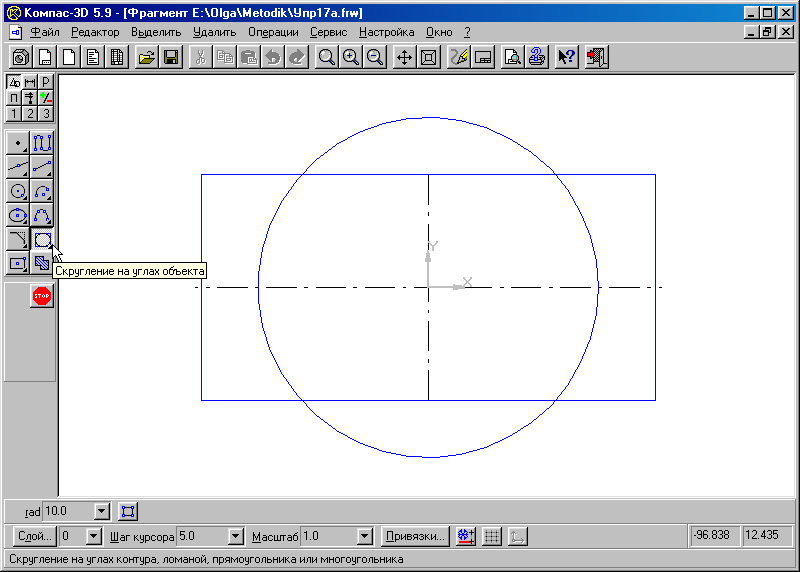 Компас-3D 5.9 - [Фрагмент E:\Olga\Metodik\Упр17a.frw]
Файл Редактор Выделить Удалить Операции Сервис Настройка Окно ?
P
П
1 2 3
Y
X
Скругление на углах объекта
STOP
rad 10.0
Слой... 0 Шаг курсора 5.0 Масштаб 1.0 Привязки... -96.838 12.435
Скругление на углах контура, ломаной, прямоугольника или многоугольника